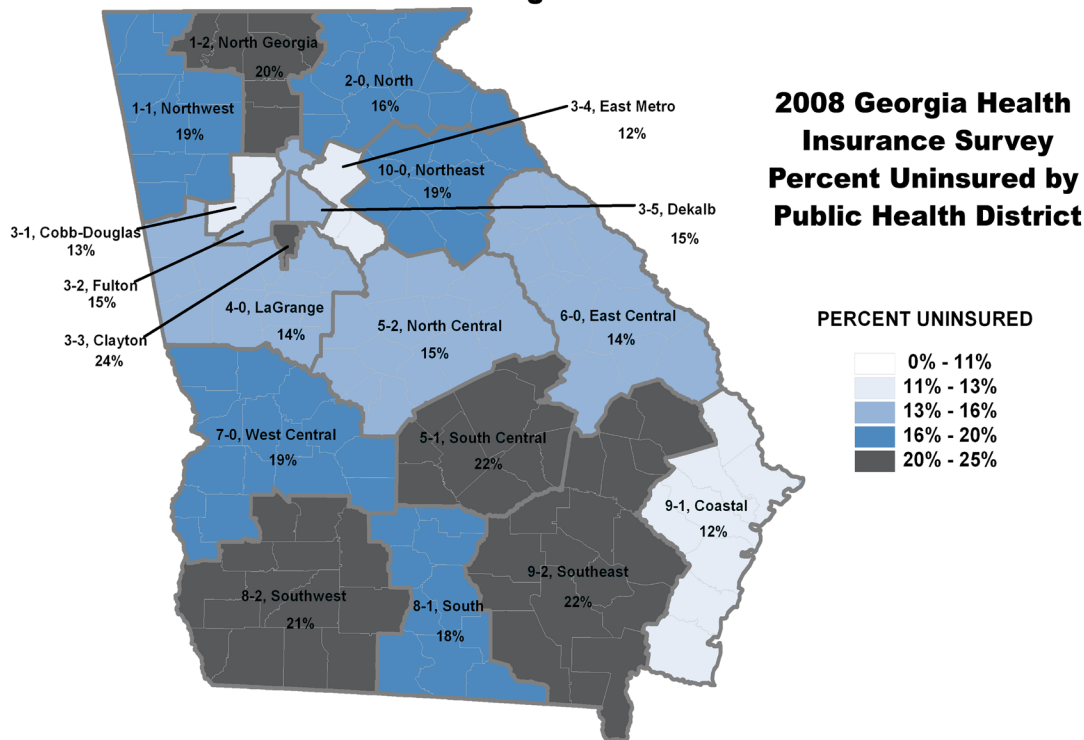 1-2, North Georgia
20%
2-0, North
16%
1-1, Northwest
19%
3-4, East Metro
12%
10-0, Northeast
19%
3-5, Dekalb
15%
3-1, Cobb-Douglas
13%
3-2, Fulton
15%
3-3, Clayton
24%
4-0, LaGrange
14%
5-2, North Central
15%
6-0, East Central
14%
7-0, West Central
19%
5-1, South Central
22%
9-1, Coastal
12%
9-2, Southeast
22%
8-2, Southwest
21%
8-1, South
18%
2008 Georgia Health
Insurance Survey
Percent Uninsured by
Public Health District
PERCENT UNINSURED
0% - 11%
11% - 13%
13% - 16%
16% - 20%
20% - 25%